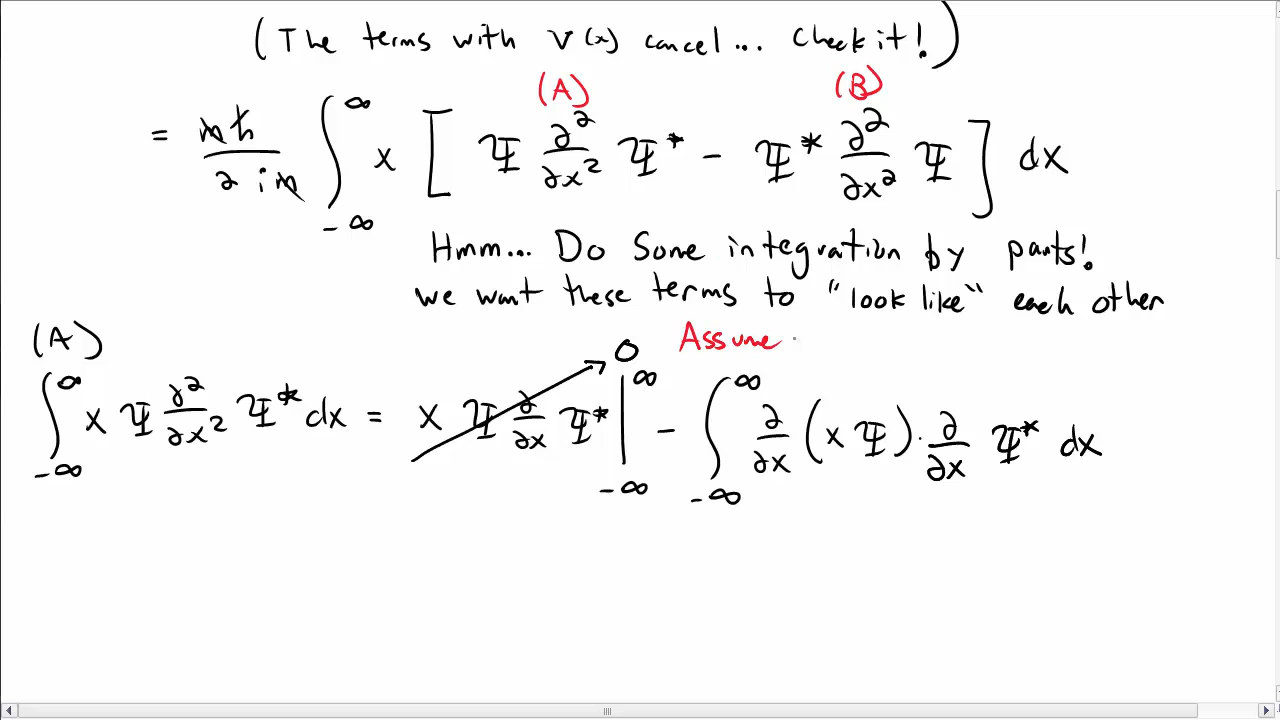 (The terms with V(x) cancel... Check it!)
(A) (B)
= mħ / 2im ∫_{-∞}^{∞} x [ Ψ ∂²/∂x² Ψ* - Ψ* ∂²/∂x² Ψ ] dx
Hmm... Do Some integration by parts!
we want these terms to "look like" each other
(A)
0 Assume
∫_{-∞}^{∞} x Ψ ∂²/∂x² Ψ* dx = x Ψ ∂/∂x Ψ* |_{-∞}^{∞} - ∫_{-∞}^{∞} ∂/∂x (x Ψ) · ∂/∂x Ψ* dx